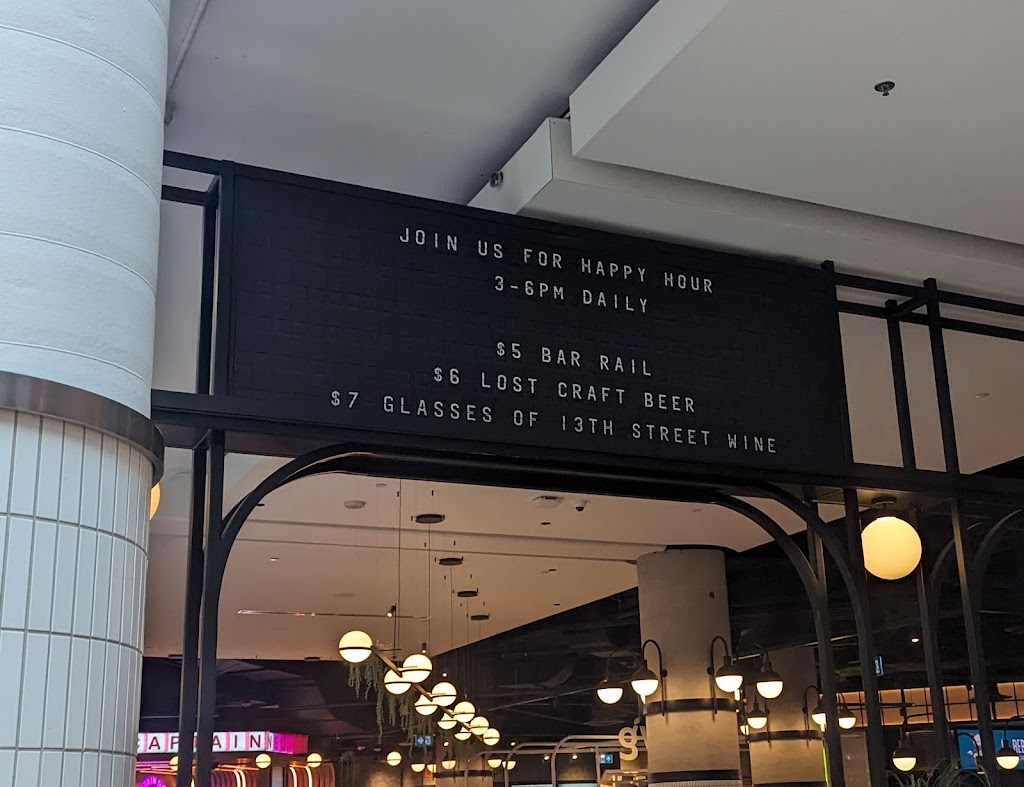 JOIN US FOR HAPPY HOUR
3-6PM DAILY
$5 BAR RAIL
$6 LOST CRAFT BEER
$7 GLASSES OF 13TH STREET WINE
CAPTAIN